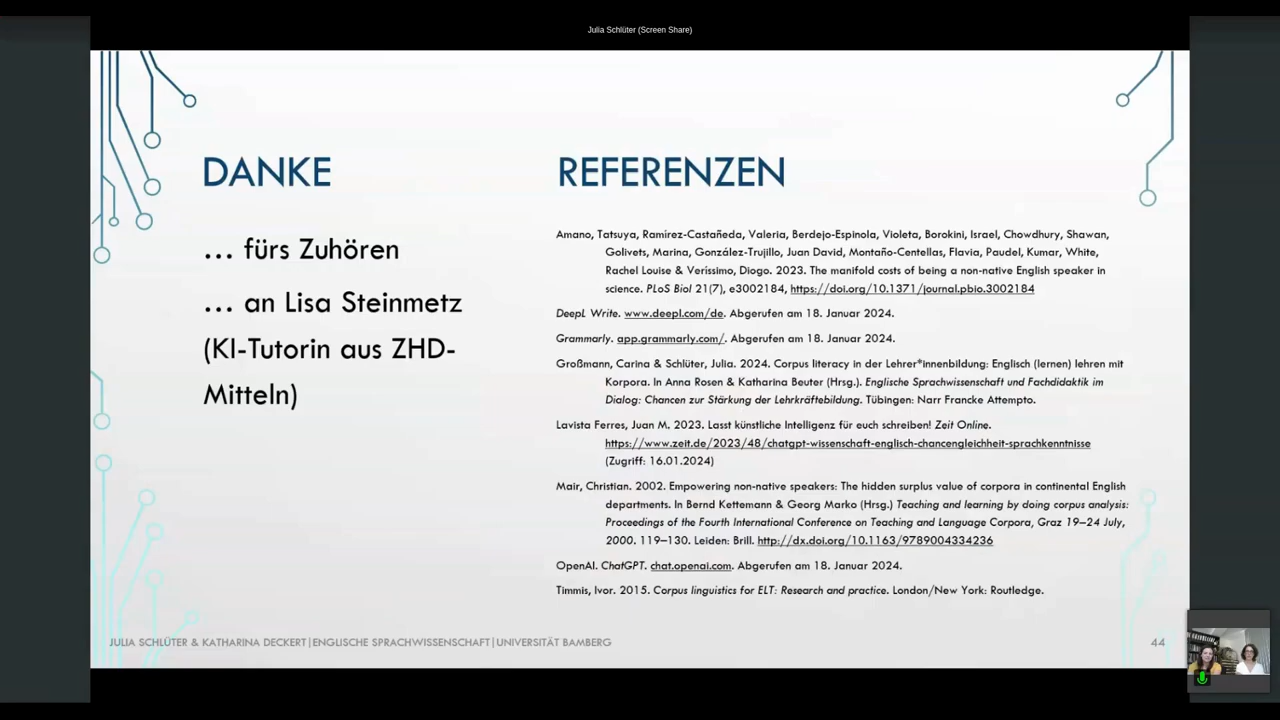 Julia Schlüter (Screen Share)
DANKE
... fürs Zuhören
... an Lisa Steinmetz
(KI-Tutorin aus ZHD-
Mitteln)
REFERENZEN
Amano, Tatsuya, Ramírez-Castañeda, Valeria, Berdejo-Espinola, Violeta, Borokini, Israel, Chowdhury, Shawan,
Golivets, Marina, González-Trujillo, Juan David, Montaño-Centellas, Flavia, Paudel, Kumar, White,
Rachel Louise & Veríssimo, Diogo. 2023. The manifold costs of being a non-native English speaker in
science. PLoS Biol 21(7), e3002184, https://doi.org/10.1371/journal.pbio.3002184
DeepL Write. www.deepl.com/de. Abgerufen am 18. Januar 2024.
Grammarly. app.grammarly.com/. Abgerufen am 18. Januar 2024.
Großmann, Carina & Schlüter, Julia. 2024. Corpus literacy in der Lehrer*innenbildung: Englisch (lernen) lehren mit
Korpora. In Anna Rosen & Katharina Beuter (Hrsg.). Englische Sprachwissenschaft und Fachdidaktik im
Dialog: Chancen zur Stärkung der Lehrkräftebildung. Tübingen: Narr Francke Attempto.
Lavista Ferres, Juan M. 2023. Lasst künstliche Intelligenz für euch schreiben! Zeit Online.
https://www.zeit.de/2023/48/chatgpt-wissenschaft-englisch-chancengleichheit-sprachkenntnisse
(Zugriff: 16.01.2024)
Mair, Christian. 2002. Empowering non-native speakers: The hidden surplus value of corpora in continental English
departments. In Bernd Kettemann & Georg Marko (Hrsg.) Teaching and learning by doing corpus analysis:
Proceedings of the Fourth International Conference on Teaching and Language Corpora, Graz 19–24 July,
2000. 119–130. Leiden: Brill. http://dx.doi.org/10.1163/9789004334236
OpenAI. ChatGPT. chat.openai.com. Abgerufen am 18. Januar 2024.
Timmis, Ivor. 2015. Corpus linguistics for ELT: Research and practice. London/New York: Routledge.
JULIA SCHLÜTER & KATHARINA DECKERT|ENGLISCHE SPRACHWISSENSCHAFT|UNIVERSITÄT BAMBERG
44